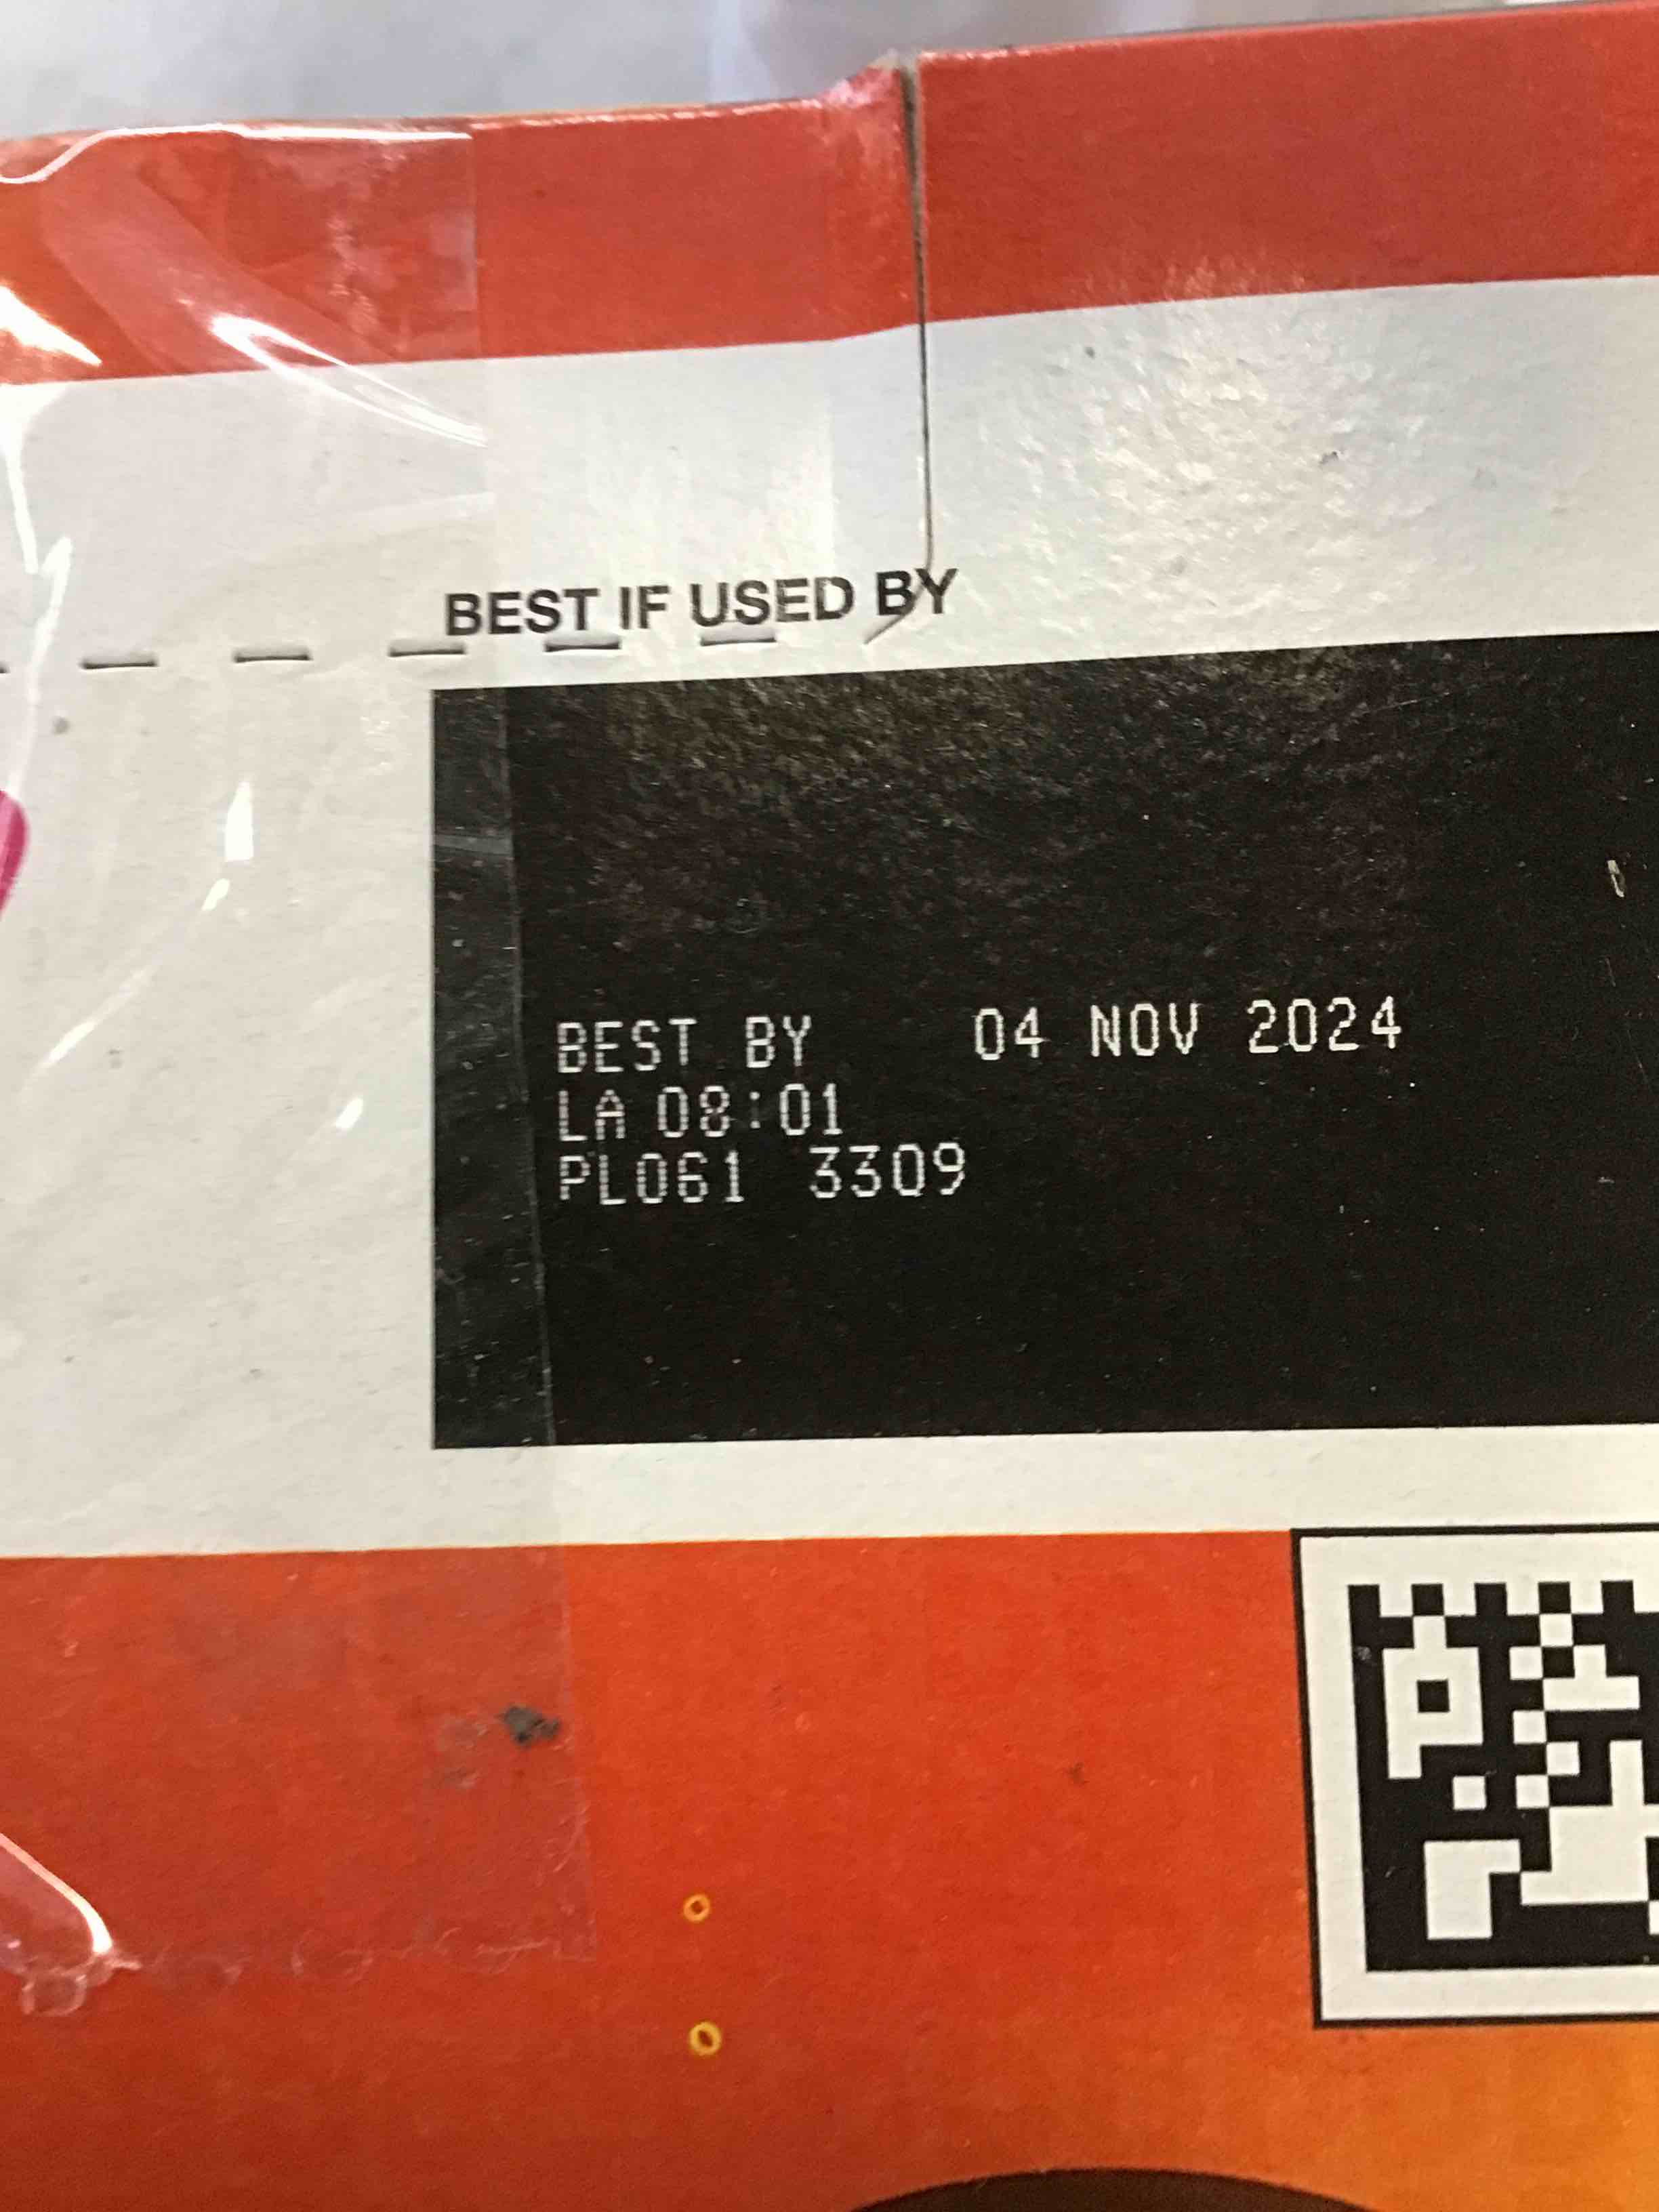 BEST IF USED BY
BEST BY 04 NOV 2024
LA 08:01
PL061 3309